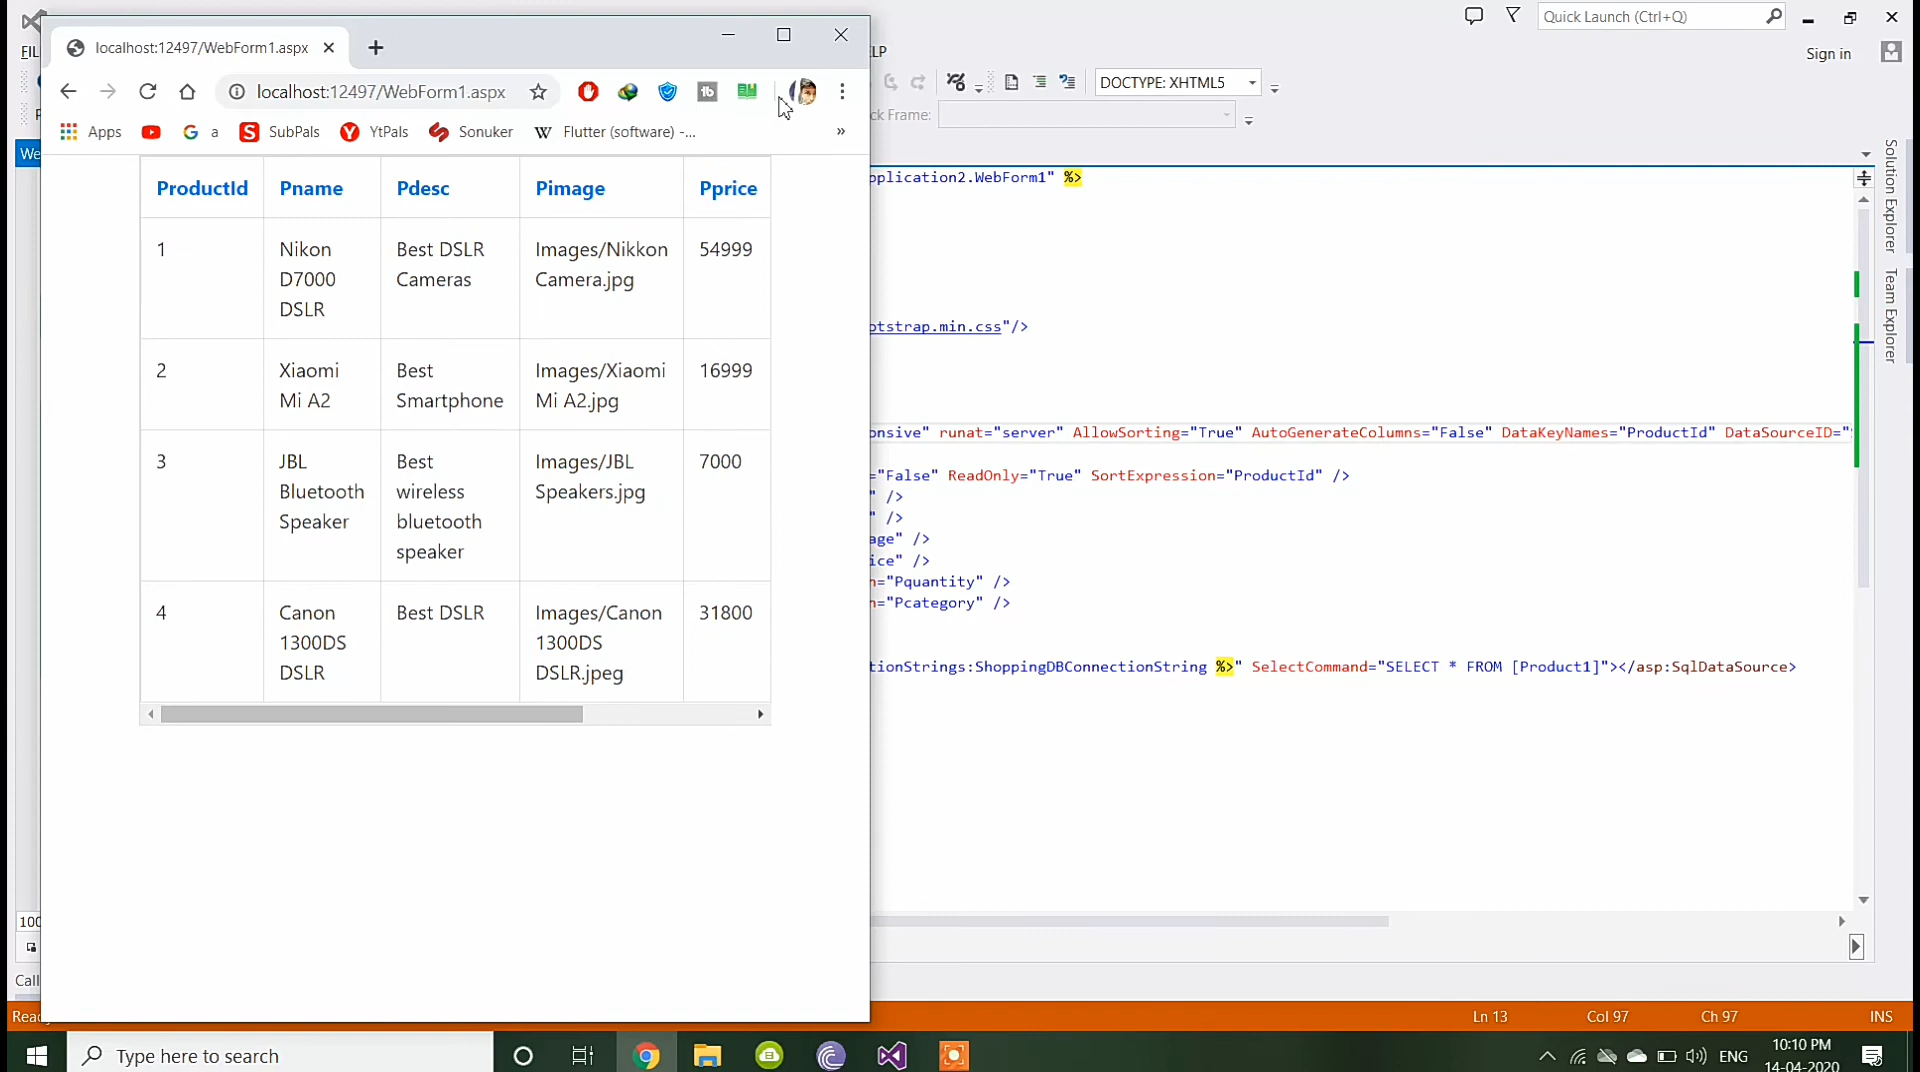 localhost:12497/WebForm1.aspx
Quick Launch (Ctrl+Q)
Sign in
localhost:12497/WebForm1.aspx
DOCTYPE: XHTML5
Apps
a
SubPals
YtPals
Sonuker
Flutter (software) -...
»
ck Frame:
ProductId Pname Pdesc Pimage Pprice
1 Nikon D7000 DSLR Best DSLR Cameras Images/Nikkon Camera.jpg 54999
2 Xiaomi Mi A2 Best Smartphone Images/Xiaomi Mi A2.jpg 16999
3 JBL Bluetooth Speaker Best wireless bluetooth speaker Images/JBL Speakers.jpg 7000
4 Canon 1300DS DSLR Best DSLR Images/Canon 1300DS DSLR.jpeg 31800
pplication2.WebForm1" %>
otstrap.min.css"/>
onsive" runat="server" AllowSorting="True" AutoGenerateColumns="False" DataKeyNames="ProductId" DataSourceID="
="False" ReadOnly="True" SortExpression="ProductId" />
" />
" />
age" />
ice" />
n="Pquantity" />
n="Pcategory" />
tionStrings:ShoppingDBConnectionString %>" SelectCommand="SELECT * FROM [Product1]"></asp:SqlDataSource>
Solution Explorer
Team Explorer
100
Call
Ready
Ln 13
Col 97
Ch 97
INS
Type here to search
ENG
10:10 PM
14-04-2020